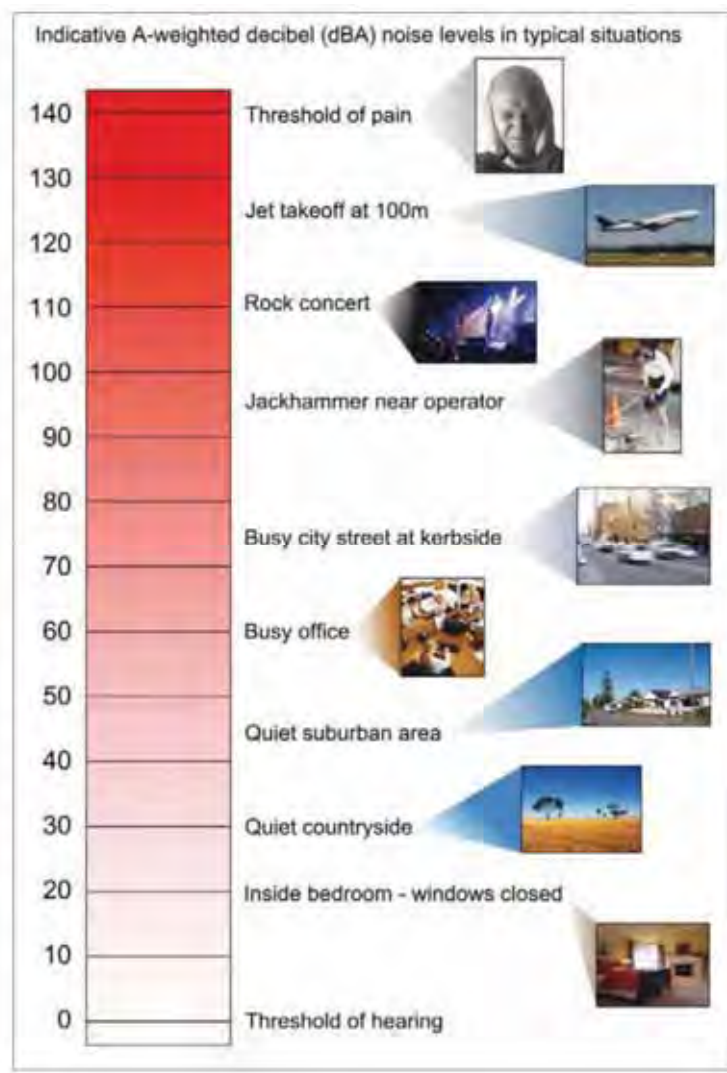 Indicative A-weighted decibel (dBA) noise levels in typical situations
140
Threshold of pain
130
Jet takeoff at 100m
120
110
Rock concert
100
Jackhammer near operator
90
80
Busy city street at kerbside
70
60
Busy office
50
Quiet suburban area
40
30
Quiet countryside
20
Inside bedroom - windows closed
10
0
Threshold of hearing